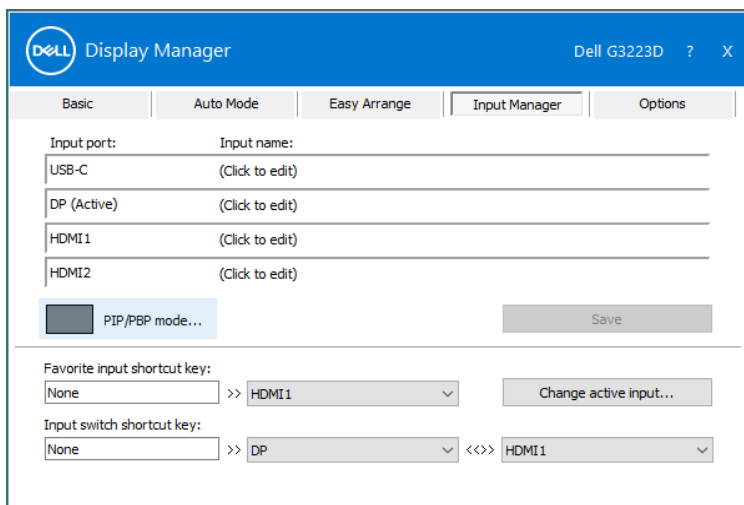 DELL Display Manager Dell G3223D ? X
Basic Auto Mode Easy Arrange Input Manager Options
Input port: Input name:
USB-C (Click to edit)
DP (Active) (Click to edit)
HDMI1 (Click to edit)
HDMI2 (Click to edit)
PIP/PBP mode... Save
Favorite input shortcut key:
None >> HDMI1 Change active input...
Input switch shortcut key:
None >> DP <<>> HDMI1